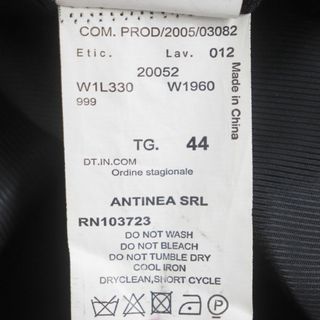 COM. PROD/2005/03082
Etic. Lav. 012
20052
W1L330 W1960
999
Made in China
TG. 44
DT.IN.COM
Ordine stagionale
ANTINEA SRL
RN103723
DO NOT WASH
DO NOT BLEACH
DO NOT TUMBLE DRY
COOL IRON
DRYCLEAN,SHORT CYCLE
P